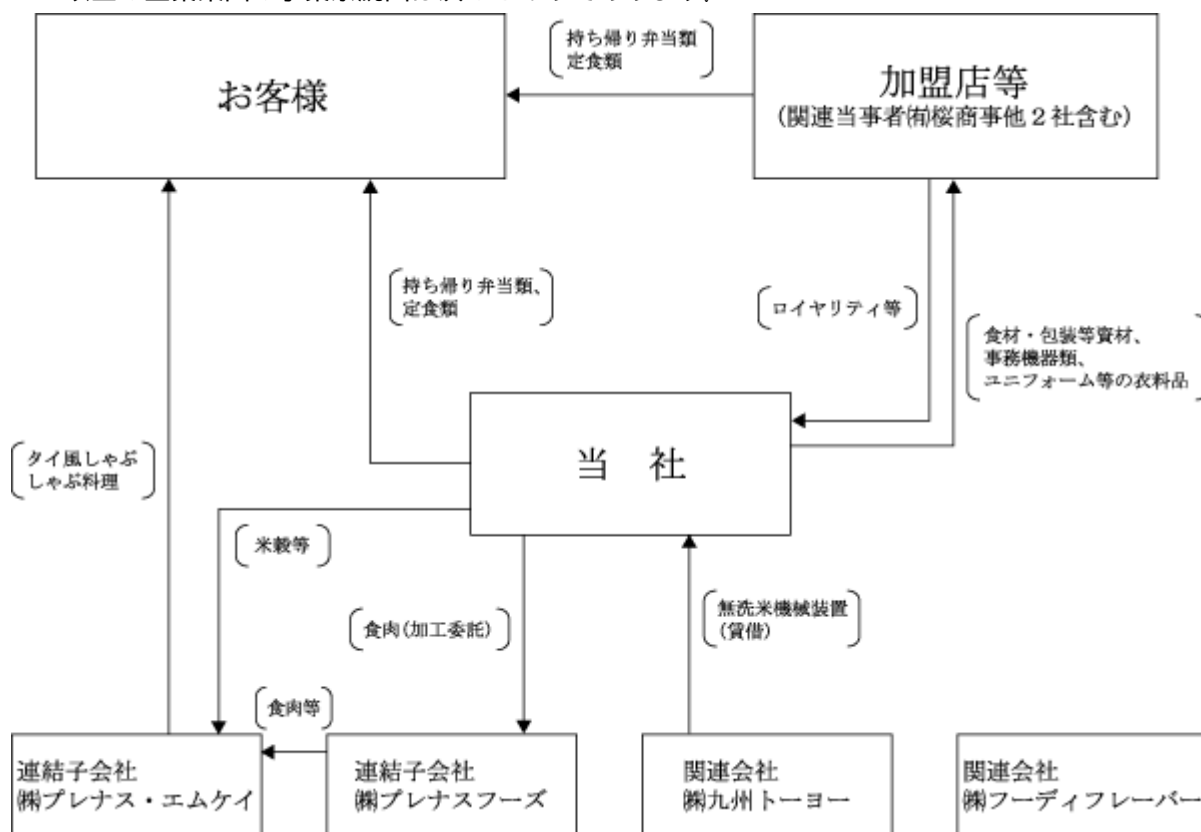 持ち帰り弁当類
定食類
お客様
加盟店等
(関連当事者㈲桜商事他2社含む)
持ち帰り弁当類、
定食類
ロイヤリティ等
食材・包装等資材、
事務機器類、
ユニフォーム等の衣料品
当 社
タイ風しゃぶ
しゃぶ料理
米穀等
食肉(加工委託)
無洗米機械装置
(賃借)
食肉等
連結子会社
㈱プレナス・エムケイ
連結子会社
㈱プレナスフーズ
関連会社
㈱九州トーヨー
関連会社
㈱フーディフレーバー